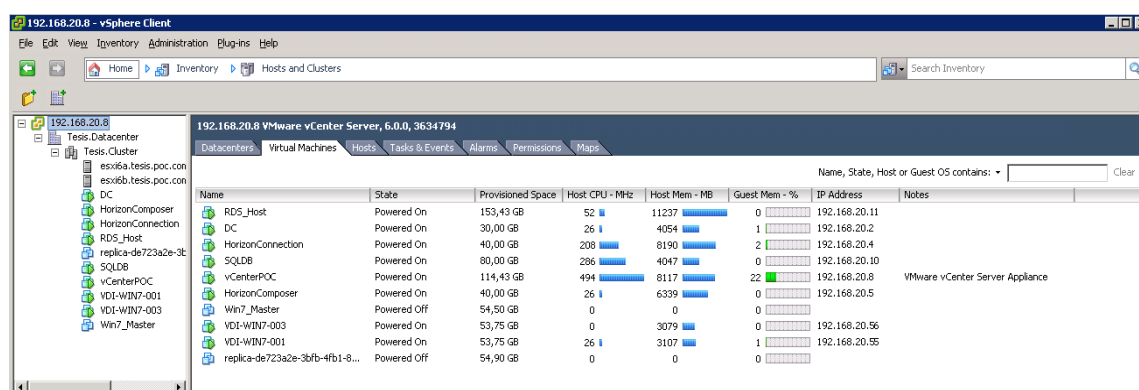 192.168.20.8 - vSphere Client
File Edit View Inventory Administration Plug-ins Help
Home Inventory Hosts and Clusters Search Inventory
192.168.20.8
Tesis.Datacenter
Tesis.Cluster
esxi6a.tesis.poc.con
esxi6b.tesis.poc.con
DC
HorizonComposer
HorizonConnection
RDS_Host
replica-de723a2e-3b
SQLDB
vCenterPOC
VDI-WIN7-001
VDI-WIN7-003
Win7_Master
192.168.20.8 VMware vCenter Server, 6.0.0, 3634794
Datacenters Virtual Machines Hosts Tasks & Events Alarms Permissions Maps
Name, State, Host or Guest OS contains: Clear
Name State Provisioned Space Host CPU - MHz Host Mem - MB Guest Mem - % IP Address Notes
RDS_Host Powered On 153,43 GB 52 11237 0 192.168.20.11
DC Powered On 30,00 GB 26 4054 1 192.168.20.2
HorizonConnection Powered On 40,00 GB 208 8190 2 192.168.20.4
SQLDB Powered On 80,00 GB 286 4047 0 192.168.20.10
vCenterPOC Powered On 114,43 GB 494 8117 22 192.168.20.8 VMware vCenter Server Appliance
HorizonComposer Powered On 40,00 GB 26 6339 0 192.168.20.5
Win7_Master Powered Off 54,50 GB 0 0 0
VDI-WIN7-003 Powered On 53,75 GB 0 3079 0 192.168.20.56
VDI-WIN7-001 Powered On 53,75 GB 26 3107 1 192.168.20.55
replica-de723a2e-3bfb-4fb1-8... Powered Off 54,90 GB 0 0 0